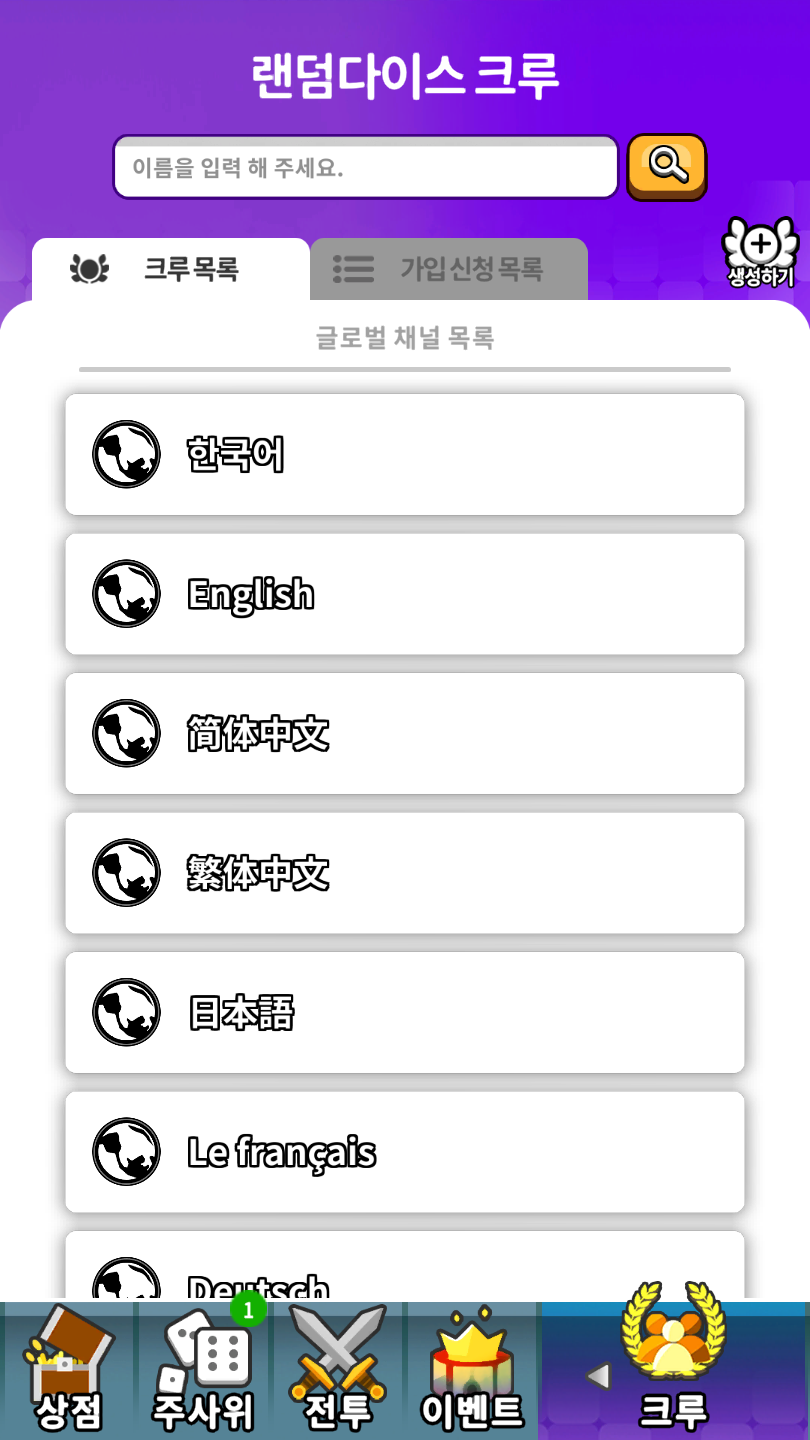 랜덤다이스 크루
이름을 입력 해 주세요.
생성하기
크루 목록
가입 신청 목록
글로벌 채널 목록
한국어
English
简体中文
繁体中文
日本語
Le français
Deutsch
1
상점
주사위
전투
이벤트
크루